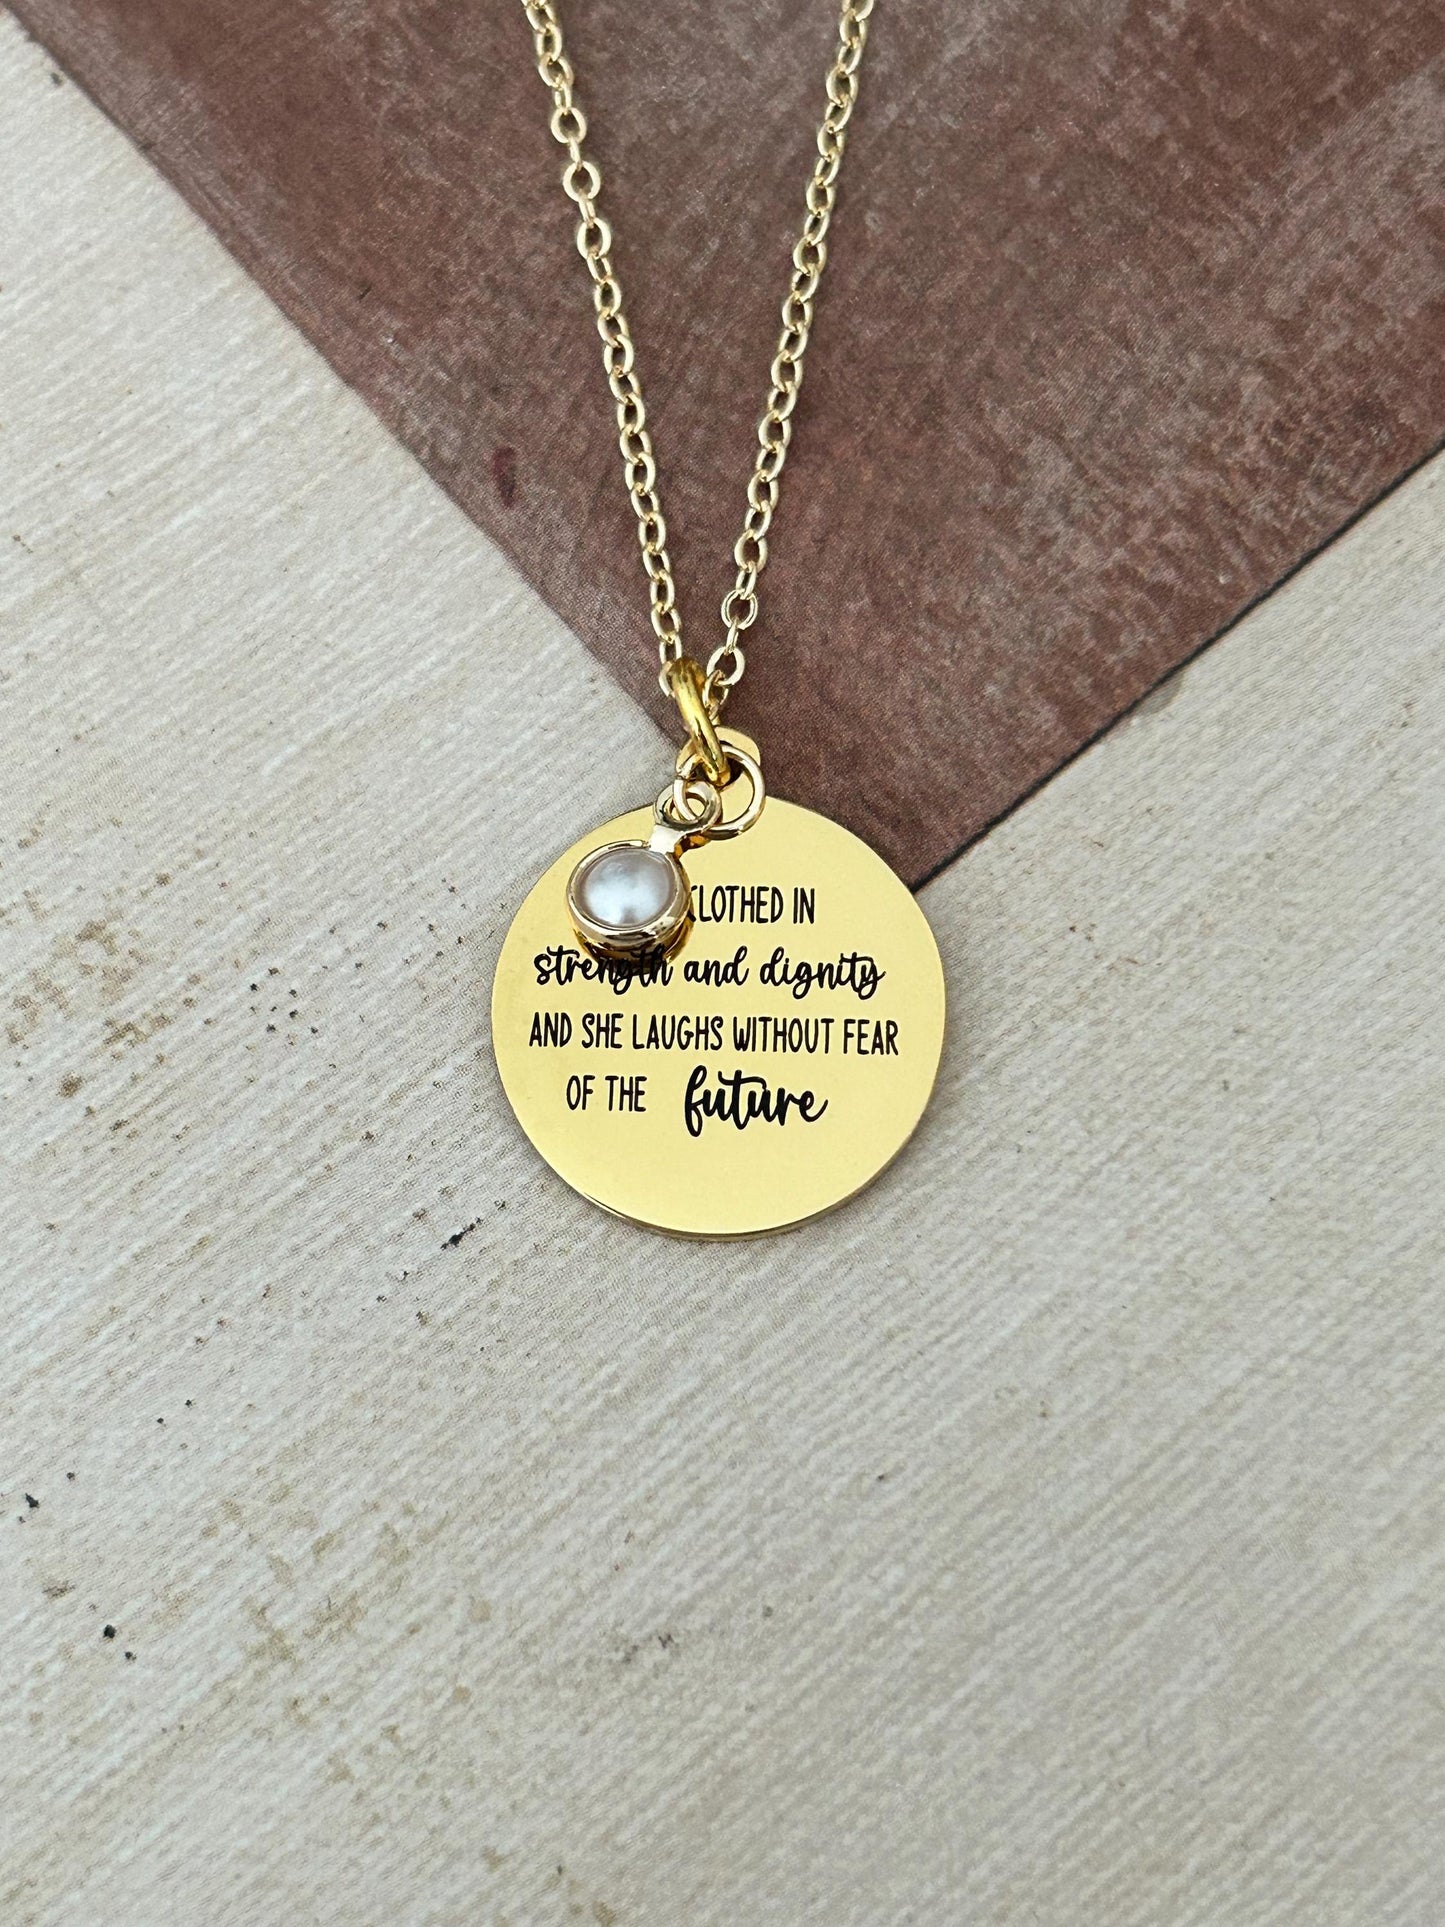 CLOTHED IN
strength and dignity
AND SHE LAUGHS WITHOUT FEAR
OF THE future